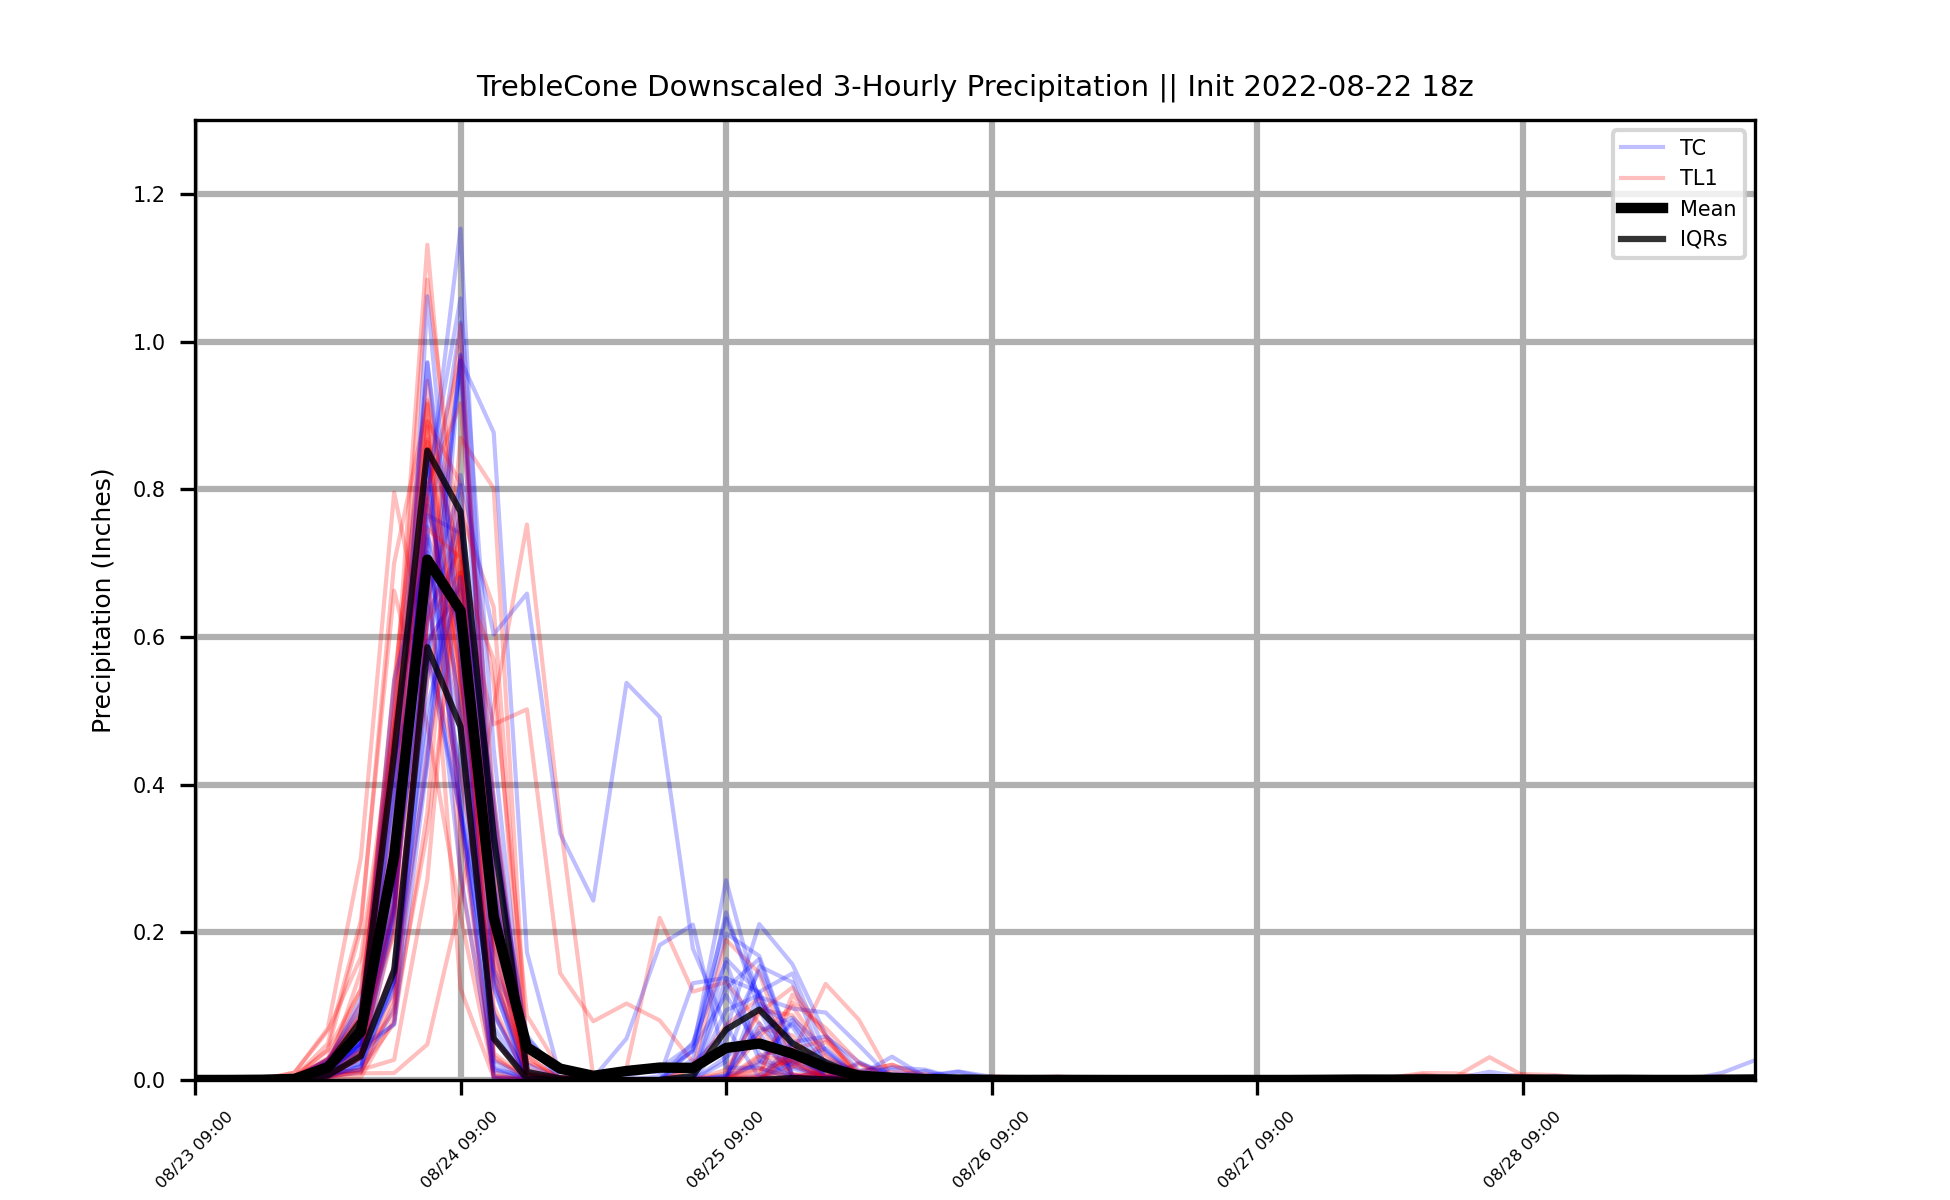 TrebleCone Downscaled 3-Hourly Precipitation || Init 2022-08-22 18z
TC
TL1
Mean
IQRs
Precipitation (Inches)
1.2
1.0
0.8
0.6
0.4
0.2
0.0
08/23 09:00
08/24 09:00
08/25 09:00
08/26 09:00
08/27 09:00
08/28 09:00